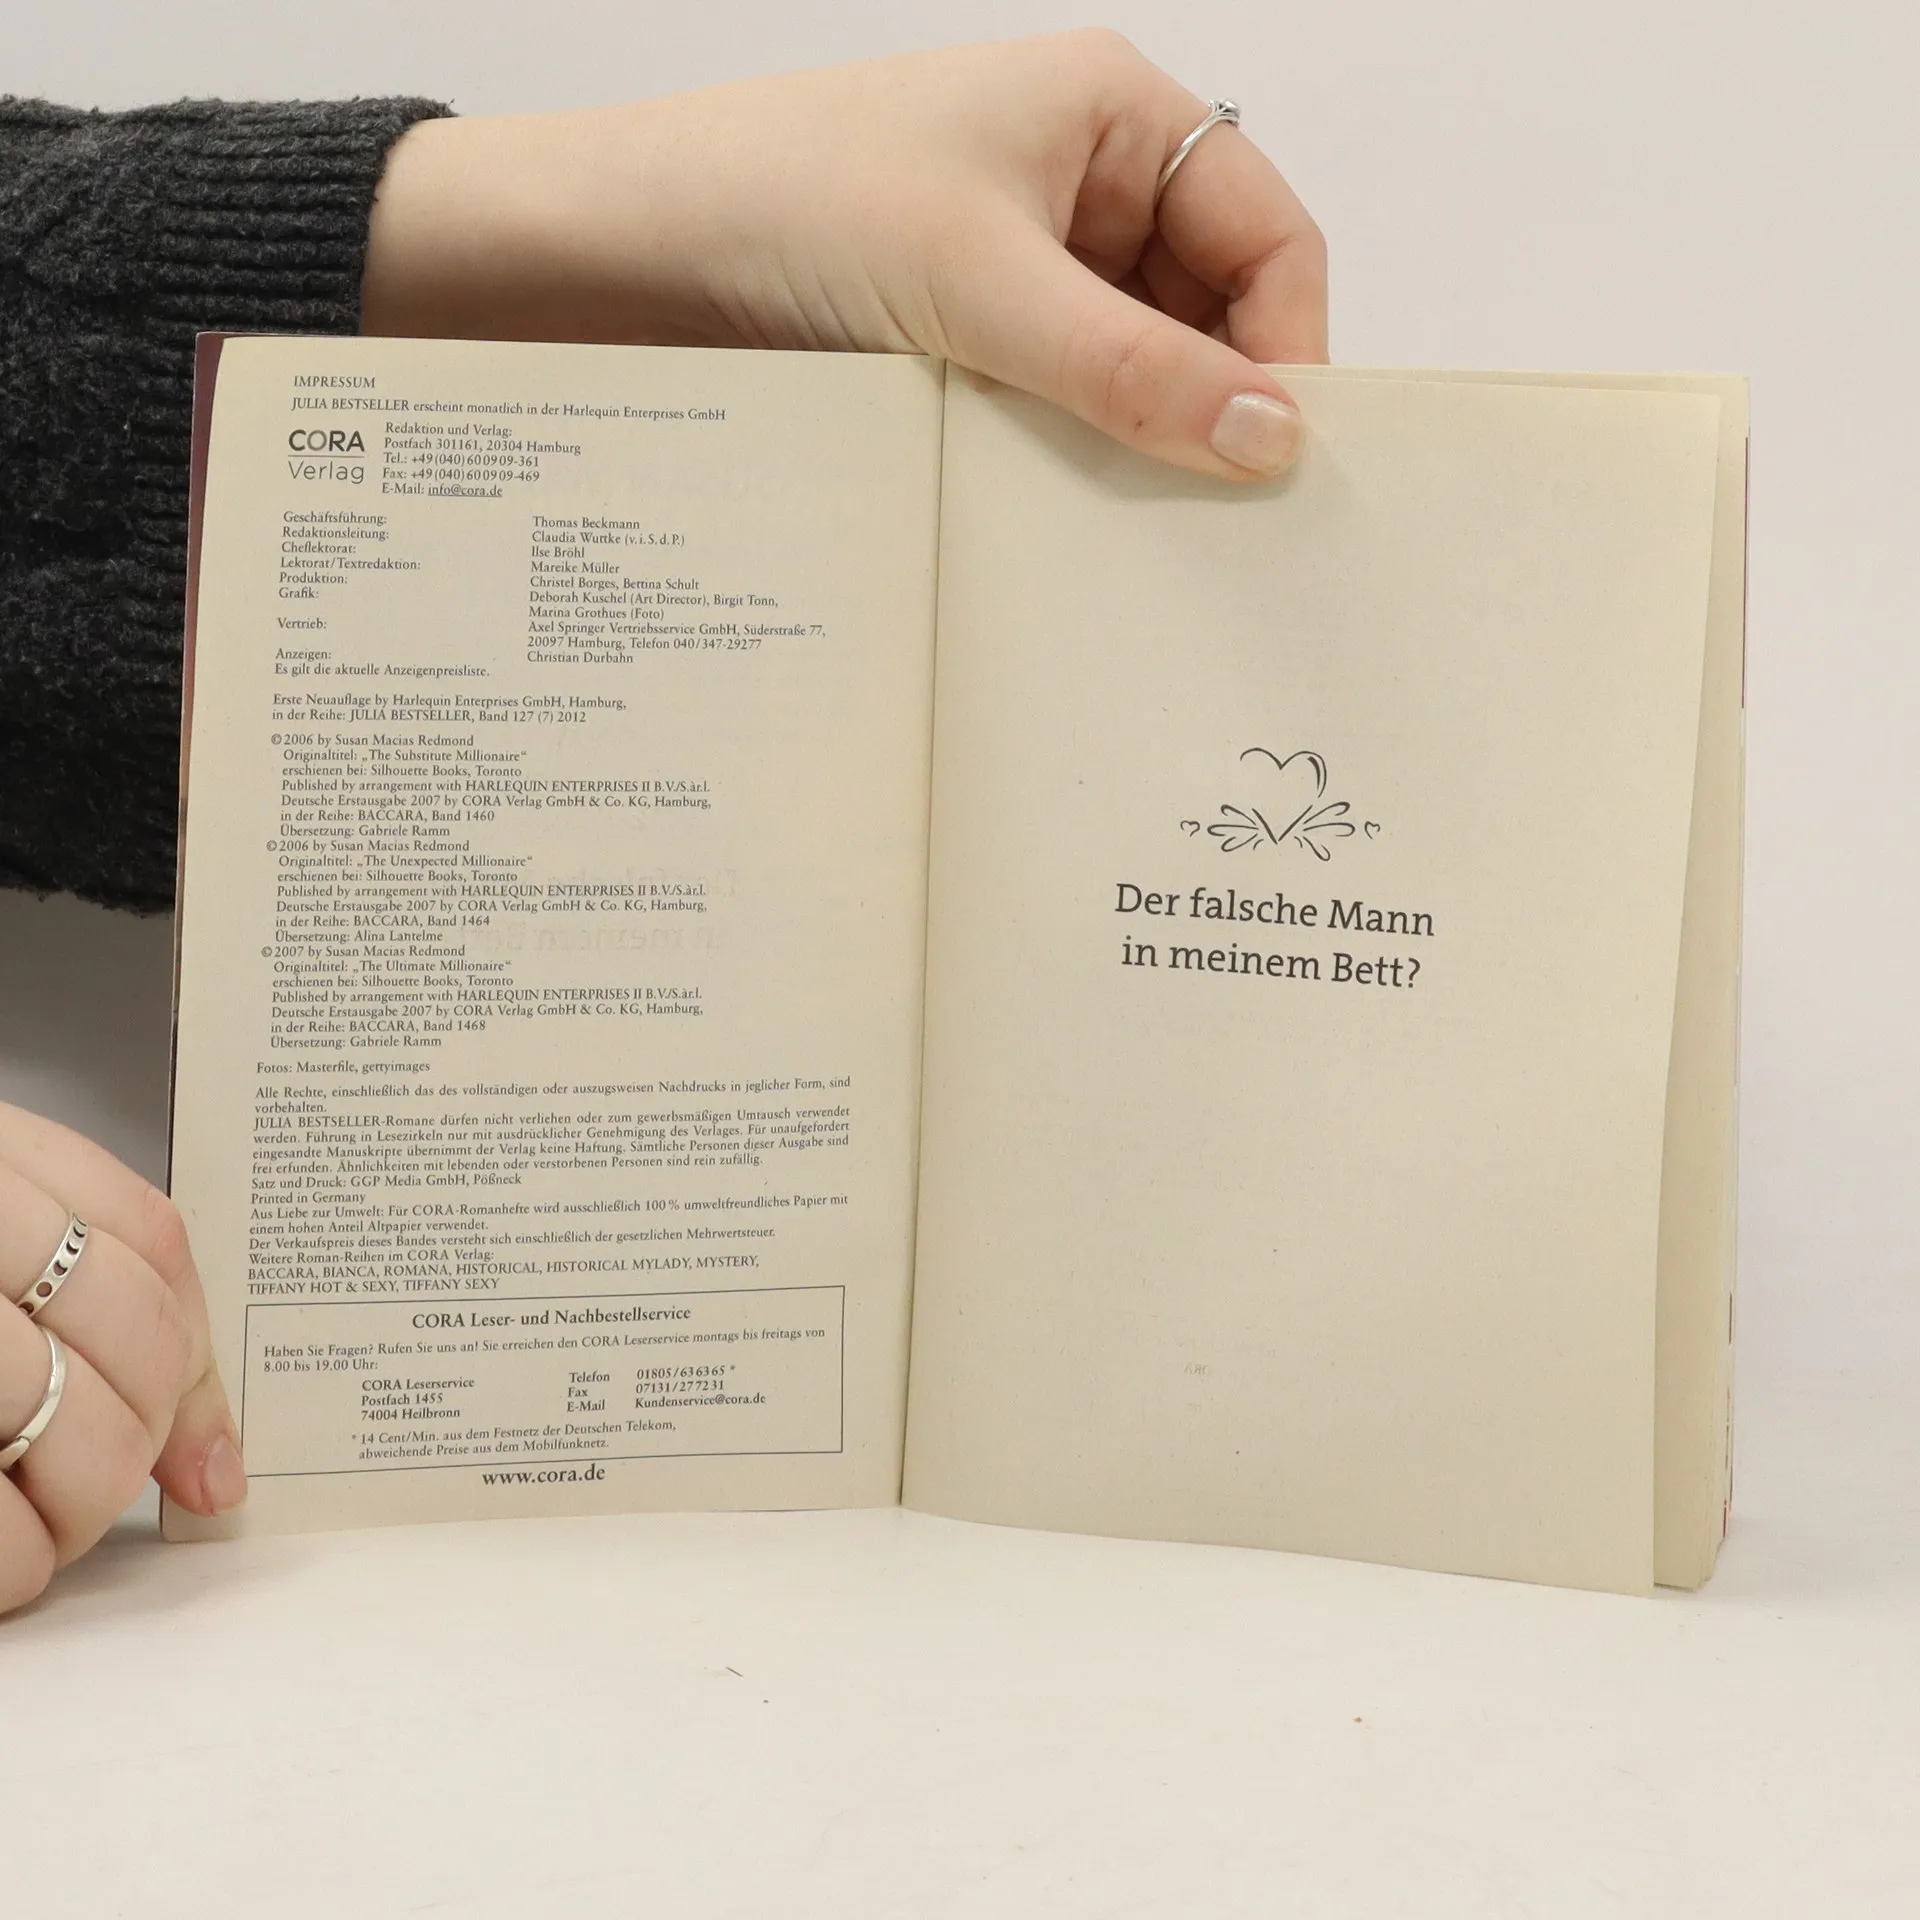 IMPRESSUM
JULIA BESTSELLER erscheint monatlich in der Harlequin Enterprises GmbH
CORA
Verlag
Redaktion und Verlag:
Postfach 301161, 20304 Hamburg
Tel.: +49(040)600909-361
Fax: +49(040)600909-469
E-Mail: info@cora.de
Geschäftsführung: Thomas Beckmann
Redaktionsleitung: Claudia Wuttke (v.i.S.d.P.)
Cheflektorat: Ilse Bröhl
Lektorat/Textredaktion: Mareike Müller
Produktion: Christel Borges, Bettina Schult
Grafik: Deborah Kuschel (Art Director), Birgit Tonn,
Marina Grothues (Foto)
Vertrieb: Axel Springer Vertriebsservice GmbH, Süderstraße 77,
20097 Hamburg, Telefon 040/347-29277
Anzeigen: Christian Durbahn
Es gilt die aktuelle Anzeigenpreisliste.
Erste Neuauflage by Harlequin Enterprises GmbH, Hamburg,
in der Reihe: JULIA BESTSELLER, Band 127 (7) 2012
© 2006 by Susan Macias Redmond
Originaltitel: „The Substitute Millionaire“
erschienen bei: Silhouette Books, Toronto
Published by arrangement with HARLEQUIN ENTERPRISES II B.V./S.àr.l.
Deutsche Erstausgabe 2007 by CORA Verlag GmbH & Co. KG, Hamburg,
in der Reihe: BACCARA, Band 1460
Übersetzung: Gabriele Ramm
© 2006 by Susan Macias Redmond
Originaltitel: „The Unexpected Millionaire“
erschienen bei: Silhouette Books, Toronto
Published by arrangement with HARLEQUIN ENTERPRISES II B.V./S.àr.l.
Deutsche Erstausgabe 2007 by CORA Verlag GmbH & Co. KG, Hamburg,
in der Reihe: BACCARA, Band 1464
Übersetzung: Alina Lantelme
© 2007 by Susan Macias Redmond
Originaltitel: „The Ultimate Millionaire“
erschienen bei: Silhouette Books, Toronto
Published by arrangement with HARLEQUIN ENTERPRISES II B.V./S.àr.l.
Deutsche Erstausgabe 2007 by CORA Verlag GmbH & Co. KG, Hamburg,
in der Reihe: BACCARA, Band 1468
Übersetzung: Gabriele Ramm
Fotos: Masterfile, gettyimages
Alle Rechte, einschließlich das des vollständigen oder auszugsweisen Nachdrucks in jeglicher Form, sind
vorbehalten.
JULIA BESTSELLER-Romane dürfen nicht verliehen oder zum gewerbsmäßigen Umtausch verwendet
werden. Führung in Lesezirkeln nur mit ausdrücklicher Genehmigung des Verlages. Für unaufgefordert
eingesandte Manuskripte übernimmt der Verlag keine Haftung. Sämtliche Personen dieser Ausgabe sind
frei erfunden. Ähnlichkeiten mit lebenden oder verstorbenen Personen sind rein zufällig.
Satz und Druck: GGP Media GmbH, Pößneck
Printed in Germany
Aus Liebe zur Umwelt: Für CORA-Romanhefte wird ausschließlich 100 % umweltfreundliches Papier mit
einem hohen Anteil Altpapier verwendet.
Der Verkaufspreis dieses Bandes versteht sich einschließlich der gesetzlichen Mehrwertsteuer.
Weitere Roman-Reihen im CORA Verlag:
BACCARA, BIANCA, ROMANA, HISTORICAL, HISTORICAL MYLADY, MYSTERY,
TIFFANY HOT & SEXY, TIFFANY SEXY
CORA Leser- und Nachbestellservice
Haben Sie Fragen? Rufen Sie uns an! Sie erreichen den CORA Leserservice montags bis freitags von
8.00 bis 19.00 Uhr:
CORA Leserservice Telefon 01805/636365 *
Postfach 1455 Fax 07131/277231
74004 Heilbronn E-Mail Kundenservice@cora.de
* 14 Cent/Min. aus dem Festnetz der Deutschen Telekom,
abweichende Preise aus dem Mobilfunknetz.
www.cora.de
Der falsche Mann
in meinem Bett?